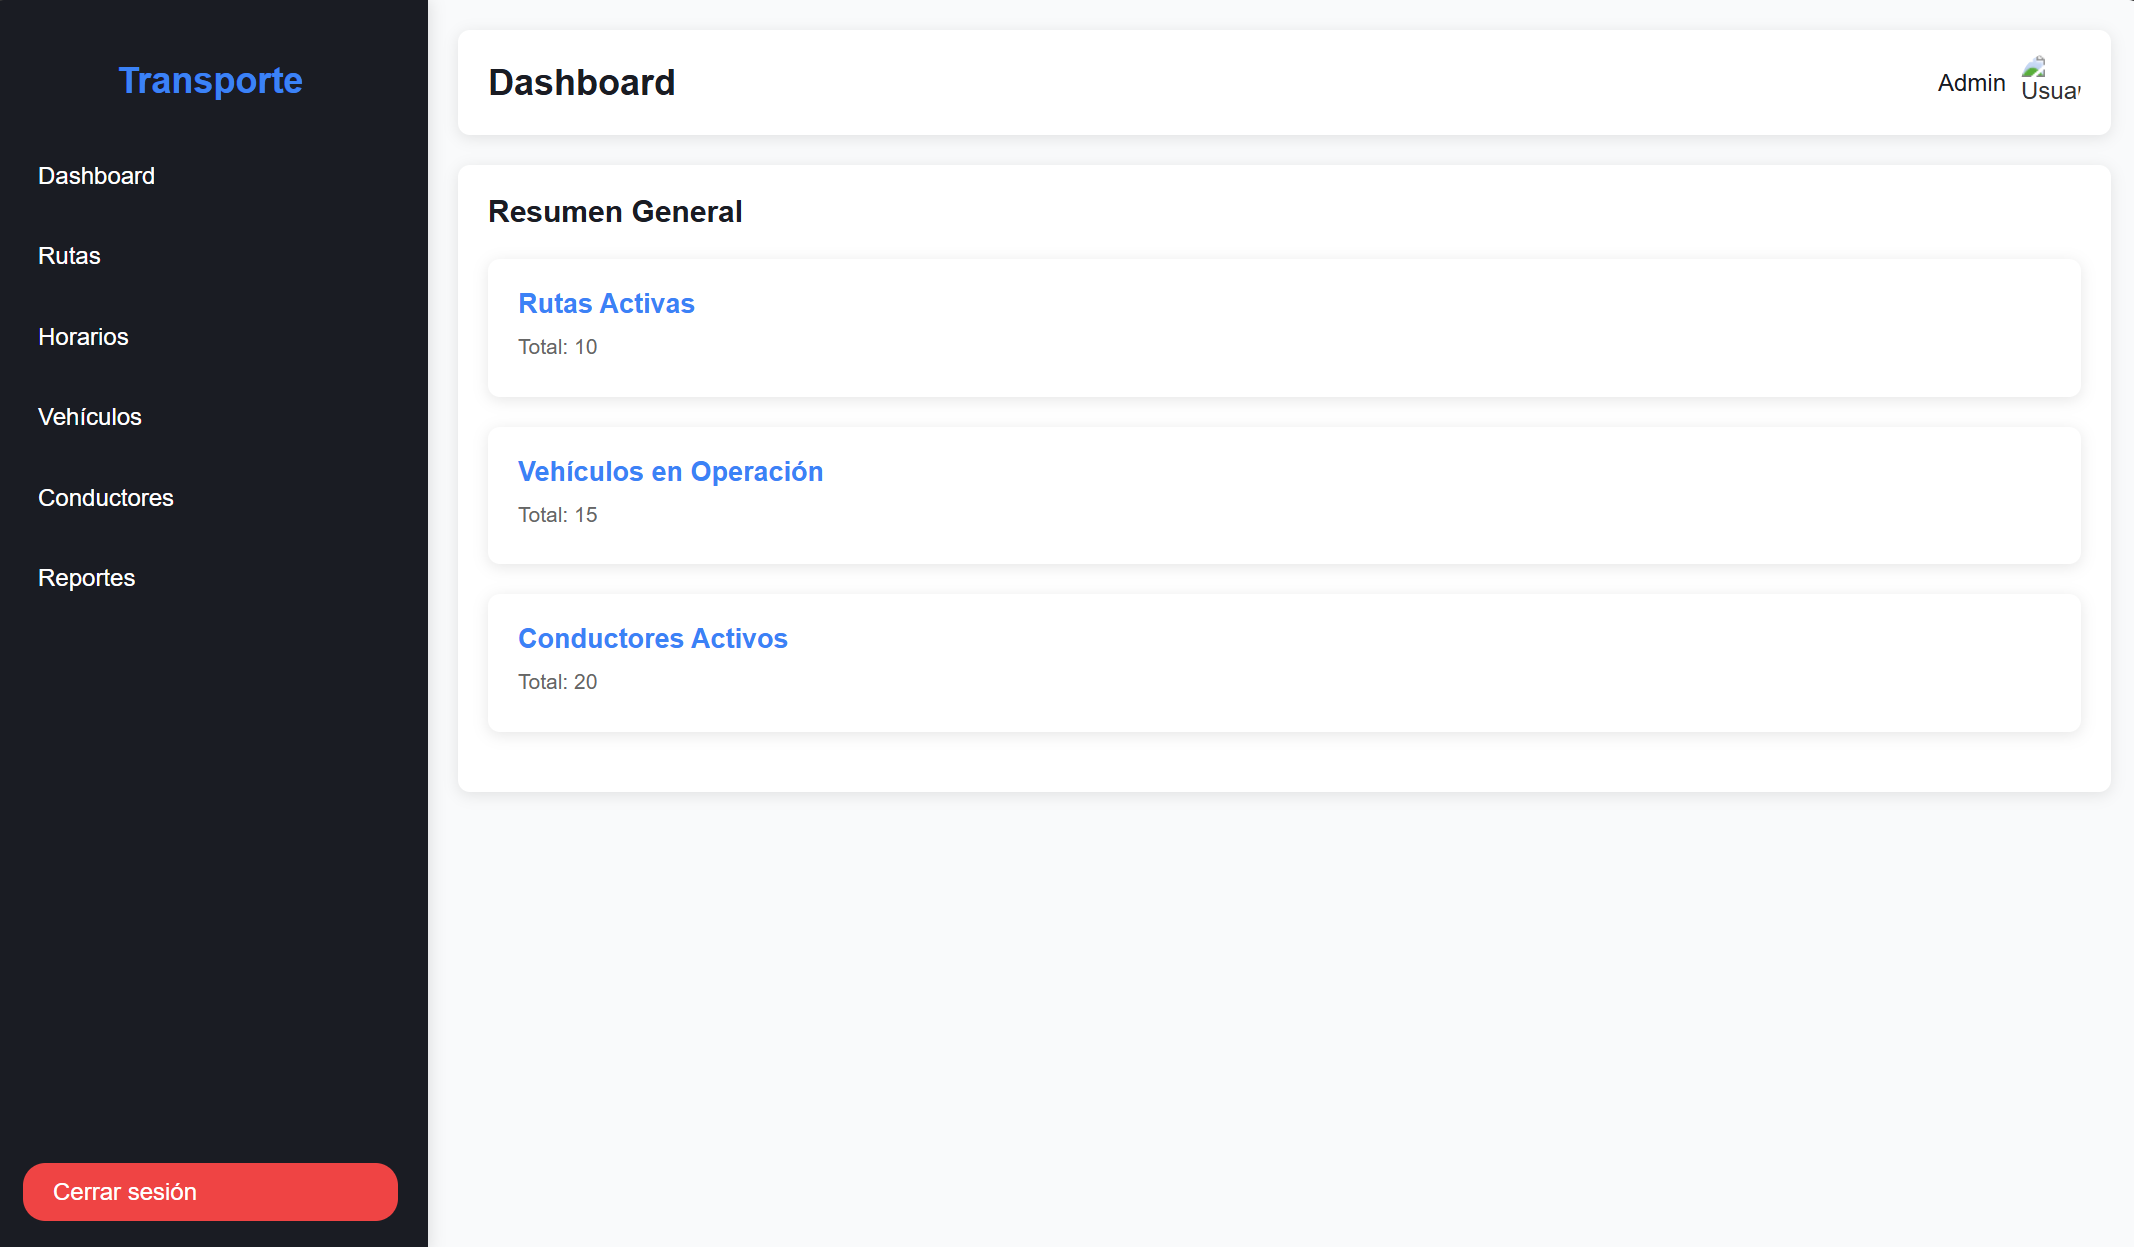 Transporte
Dashboard
Rutas
Horarios
Vehículos
Conductores
Reportes
Cerrar sesión
Dashboard
Admin
Resumen General
Rutas Activas
Total: 10
Vehículos en Operación
Total: 15
Conductores Activos
Total: 20